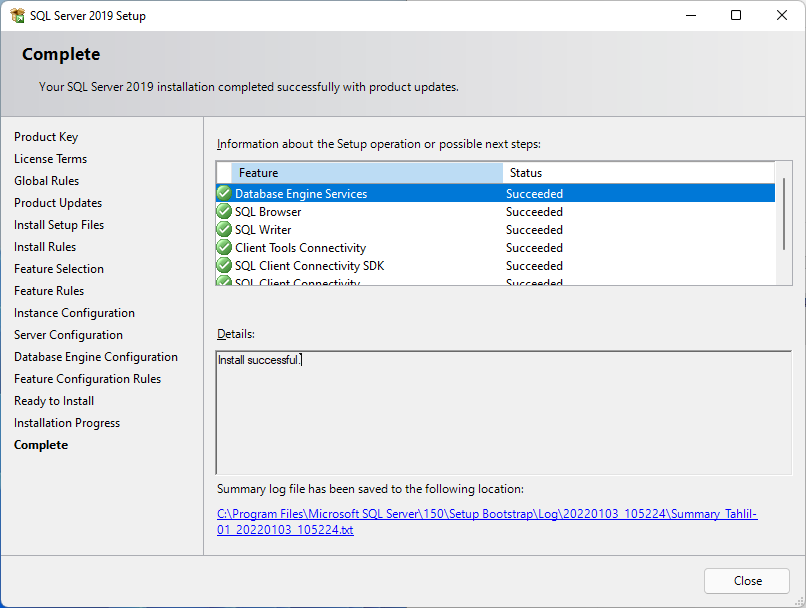 SQL Server 2019 Setup
Complete
Your SQL Server 2019 installation completed successfully with product updates.
Product Key
License Terms
Global Rules
Product Updates
Install Setup Files
Install Rules
Feature Selection
Feature Rules
Instance Configuration
Server Configuration
Database Engine Configuration
Feature Configuration Rules
Ready to Install
Installation Progress
Complete
Information about the Setup operation or possible next steps:
Feature Status
Database Engine Services Succeeded
SQL Browser Succeeded
SQL Writer Succeeded
Client Tools Connectivity Succeeded
SQL Client Connectivity SDK Succeeded
SQL Client Connectivity Succeeded
Details:
Install successful.
Summary log file has been saved to the following location:
C:\Program Files\Microsoft SQL Server\150\Setup Bootstrap\Log\20220103_105224\Summary_Tahlil-
01_20220103_105224.txt
Close